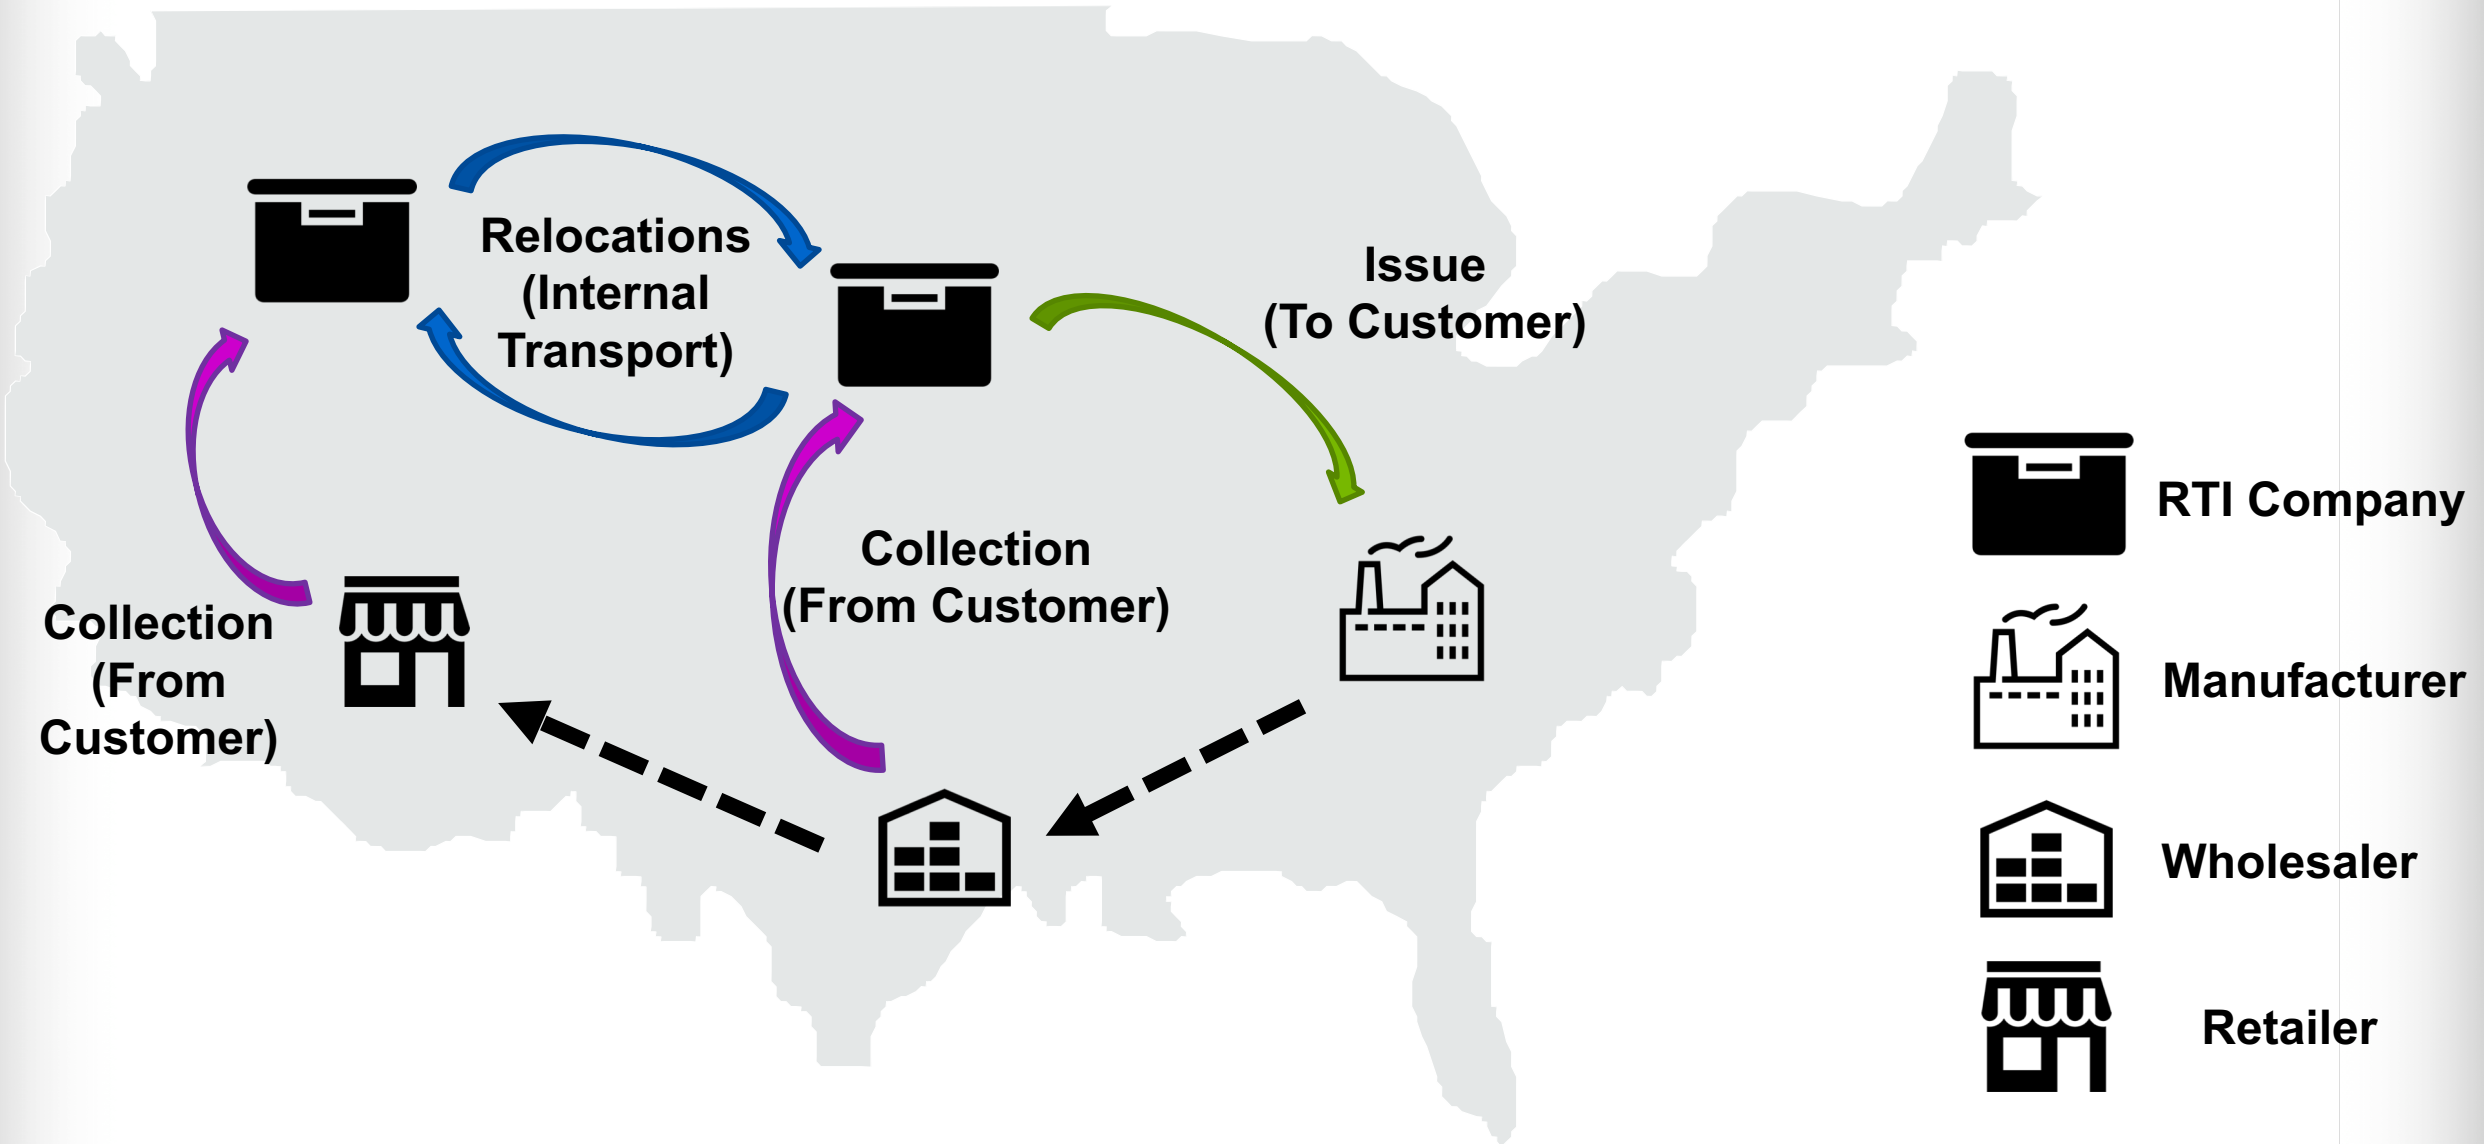 Relocations
(Internal
Transport)
Issue
(To Customer)
Collection
(From Customer)
Collection
(From
Customer)
RTI Company
Manufacturer
Wholesaler
Retailer